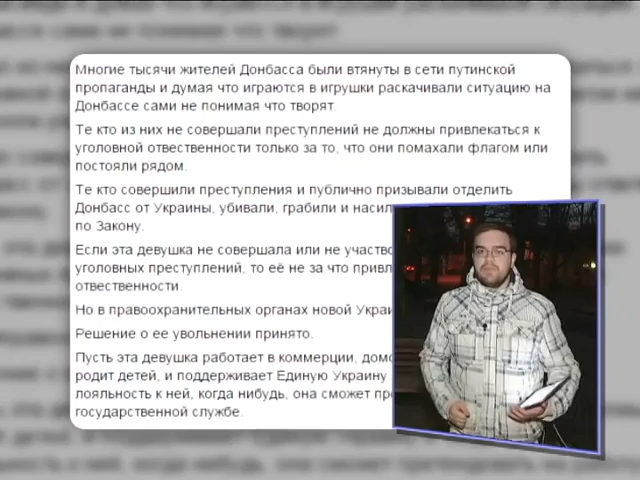 Многие тысячи жителей Донбасса были втянуты в сети путинской
пропаганды и думая что играются в игрушки раскачивали ситуацию на
Донбассе сами не понимая что творят.
Те кто из них не совершали преступлений не должны привлекаться к
уголовной отвественности только за то, что они помахали флагом или
постояли рядом.
Те кто совершили преступления и публично призывали отделить
Донбасс от Украины, убивали, грабили и насил
по Закону.
Если эта девушка не совершала или не участво
уголовных преступлений, то её не за что привл
отвественности.
Но в правоохранительных органах новой Украи
Решение о ее увольнении принято.
Пусть эта девушка работает в коммерции, домо
родит детей, и поддерживает Единую Украину
лояльность к ней, когда нибудь, она сможет пре
государственной службе.